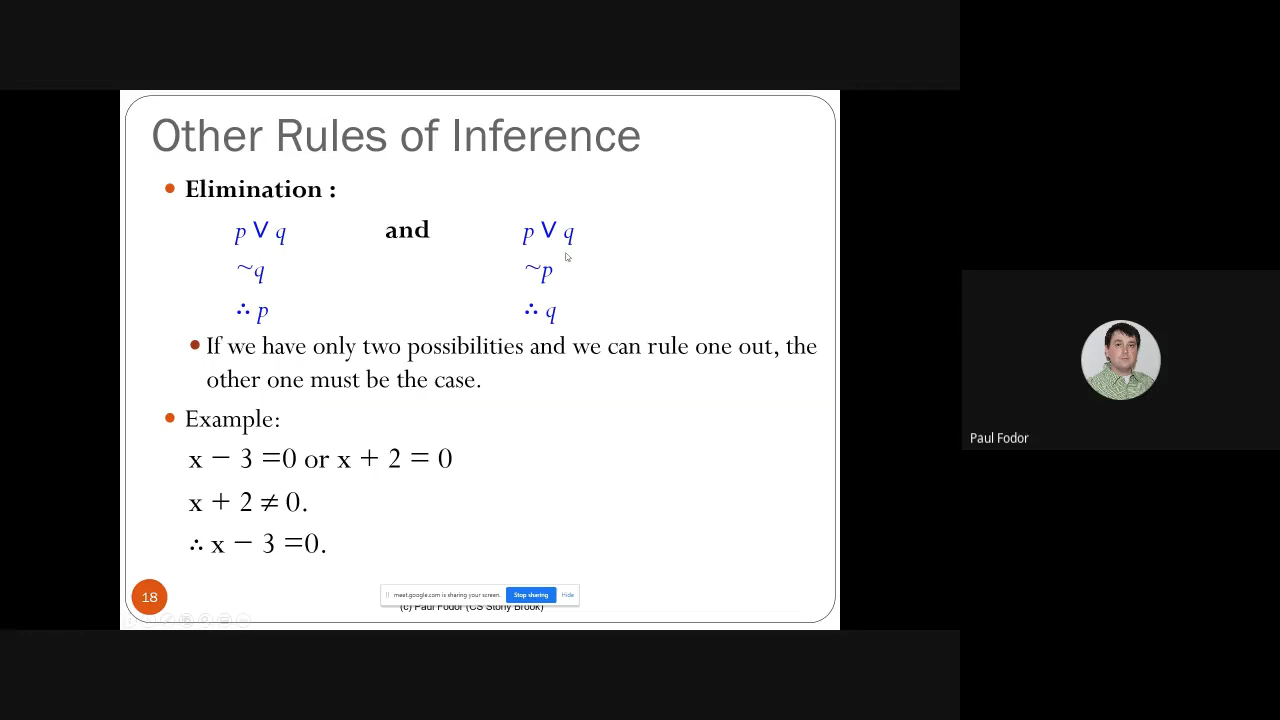 Other Rules of Inference
• Elimination :
p ∨ q and p ∨ q
~q ~p
∴ p ∴ q
• If we have only two possibilities and we can rule one out, the
other one must be the case.
• Example:
x − 3 =0 or x + 2 = 0
x + 2 ≠ 0.
∴ x − 3 =0.
Paul Fodor
18
meet.google.com is sharing your screen. Stop sharing Hide
(c) Paul Fodor (CS Stony Brook)